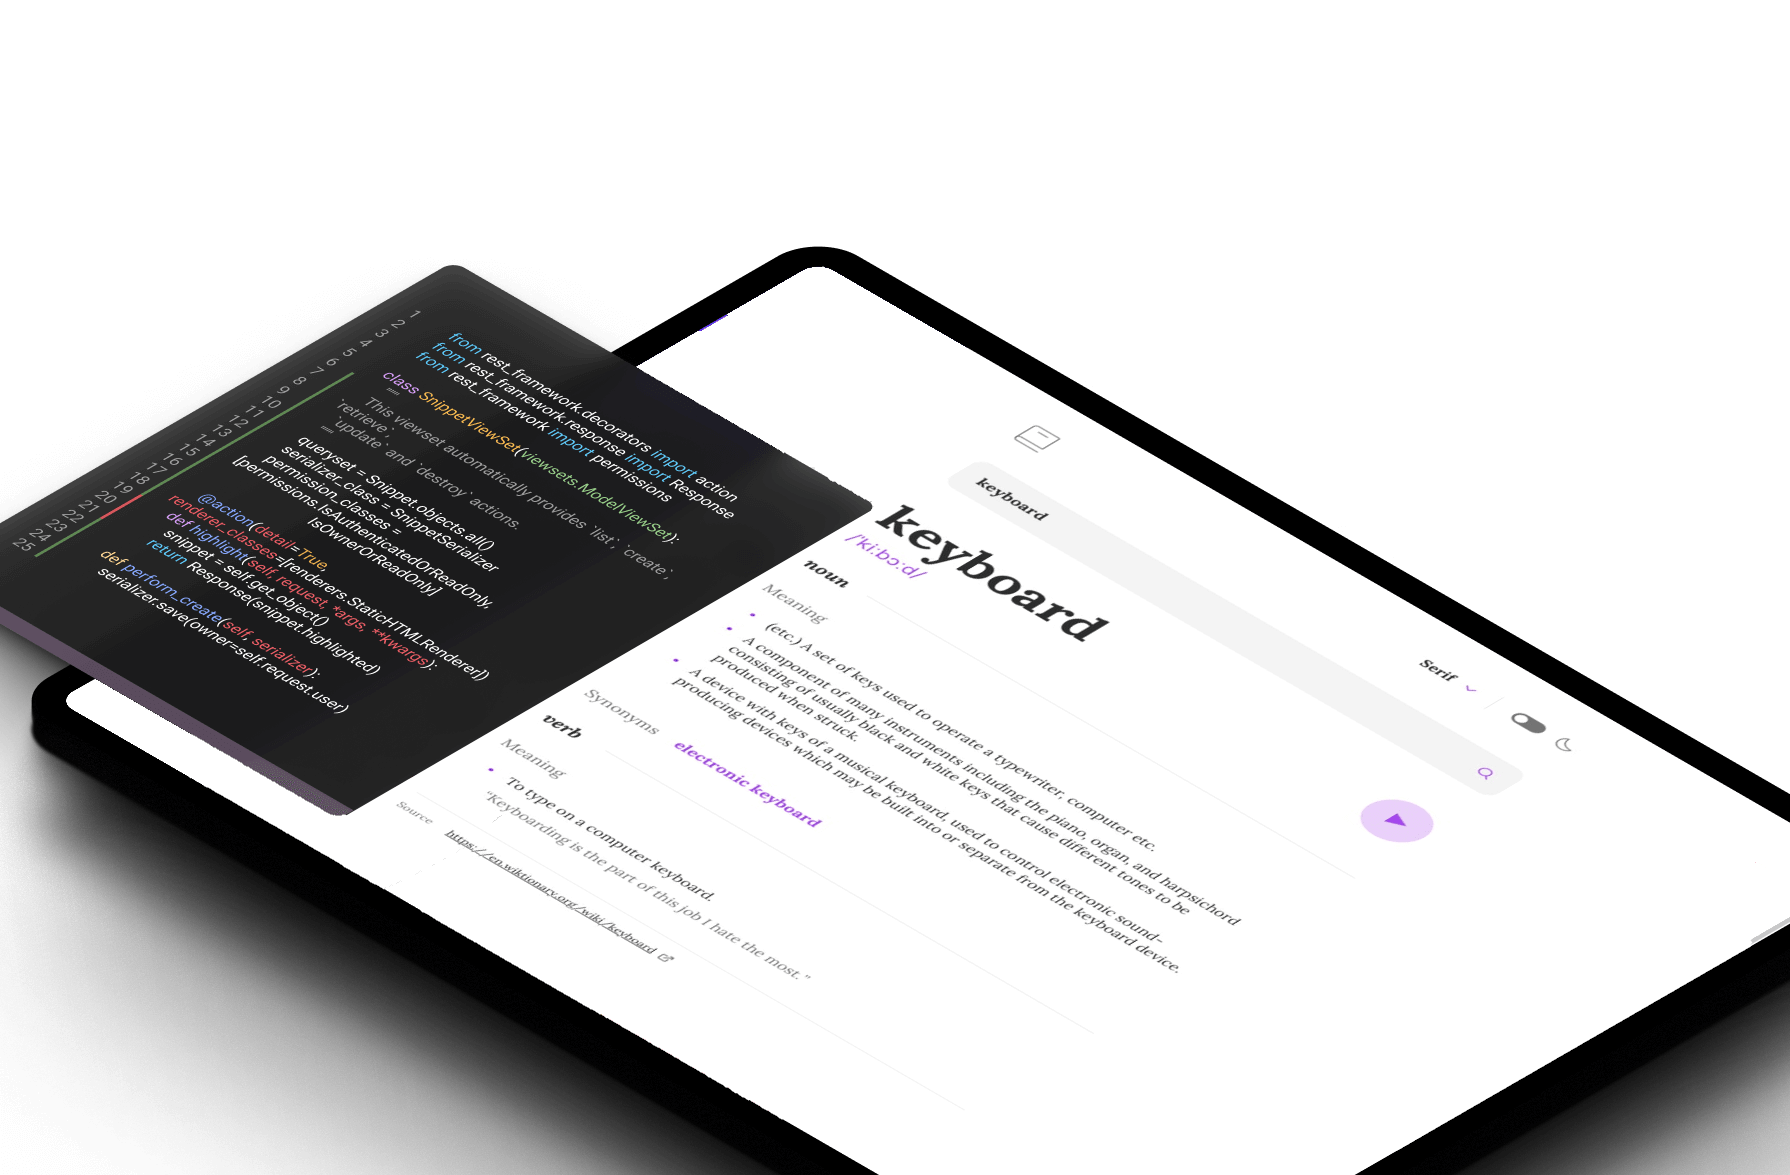 1
2
3
4
5
6
7
8
9
10
11
12
13
14
15
16
17
18
19
20
21
22
23
24
25
from rest_framework.decorators import action
from rest_framework.response import Response
from rest_framework import permissions
class SnippetViewSet(viewsets.ModelViewSet):
"""
This viewset automatically provides `list`, `create`,
`retrieve`,
`update` and `destroy` actions.
"""
queryset = Snippet.objects.all()
serializer_class = SnippetSerializer
permission_classes =
[permissions.IsAuthenticatedOrReadOnly,
IsOwnerOrReadOnly]
@action(detail=True,
renderer_classes=[renderers.StaticHTMLRenderer])
def highlight(self, request, *args, **kwargs):
snippet = self.get_object()
return Response(snippet.highlighted)
def perform_create(self, serializer):
serializer.save(owner=self.request.user)
Serif
keyboard
keyboard
/ˈkiːbɔːd/
noun
Meaning
(etc.) A set of keys used to operate a typewriter, computer etc.
A component of many instruments including the piano, organ, and harpsichord
consisting of usually black and white keys that cause different tones to be
produced when struck.
A device with keys of a musical keyboard, used to control electronic sound-
producing devices which may be built into or separate from the keyboard device.
Synonyms electronic keyboard
verb
Meaning
To type on a computer keyboard.
“Keyboarding is the part of this job I hate the most.”
Source https://en.wiktionary.org/wiki/keyboard